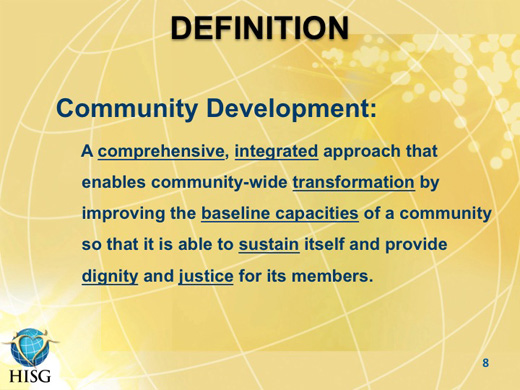 DEFINITION
Community Development:
A comprehensive, integrated approach that
enables community-wide transformation by
improving the baseline capacities of a community
so that it is able to sustain itself and provide
dignity and justice for its members.
HISG
8